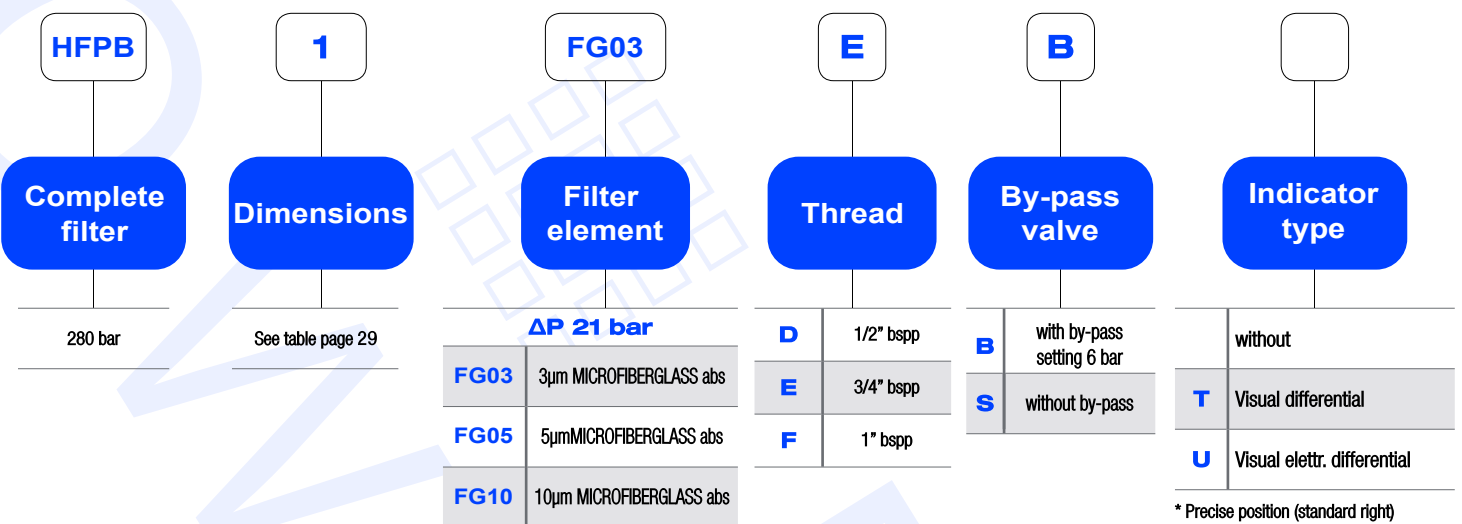 HFPB
1
FG03
E
B
Complete
filter
Dimensions
Filter
element
Thread
By-pass
valve
Indicator
type
280 bar
See table page 29
ΔP 21 bar
FG03 3µm MICROFIBERGLASS abs
FG05 5µmMICROFIBERGLASS abs
FG10 10µm MICROFIBERGLASS abs
D 1/2” bspp
E 3/4” bspp
F 1” bspp
B with by-pass
setting 6 bar
S without by-pass
without
T Visual differential
U Visual elettr. differential
* Precise position (standard right)